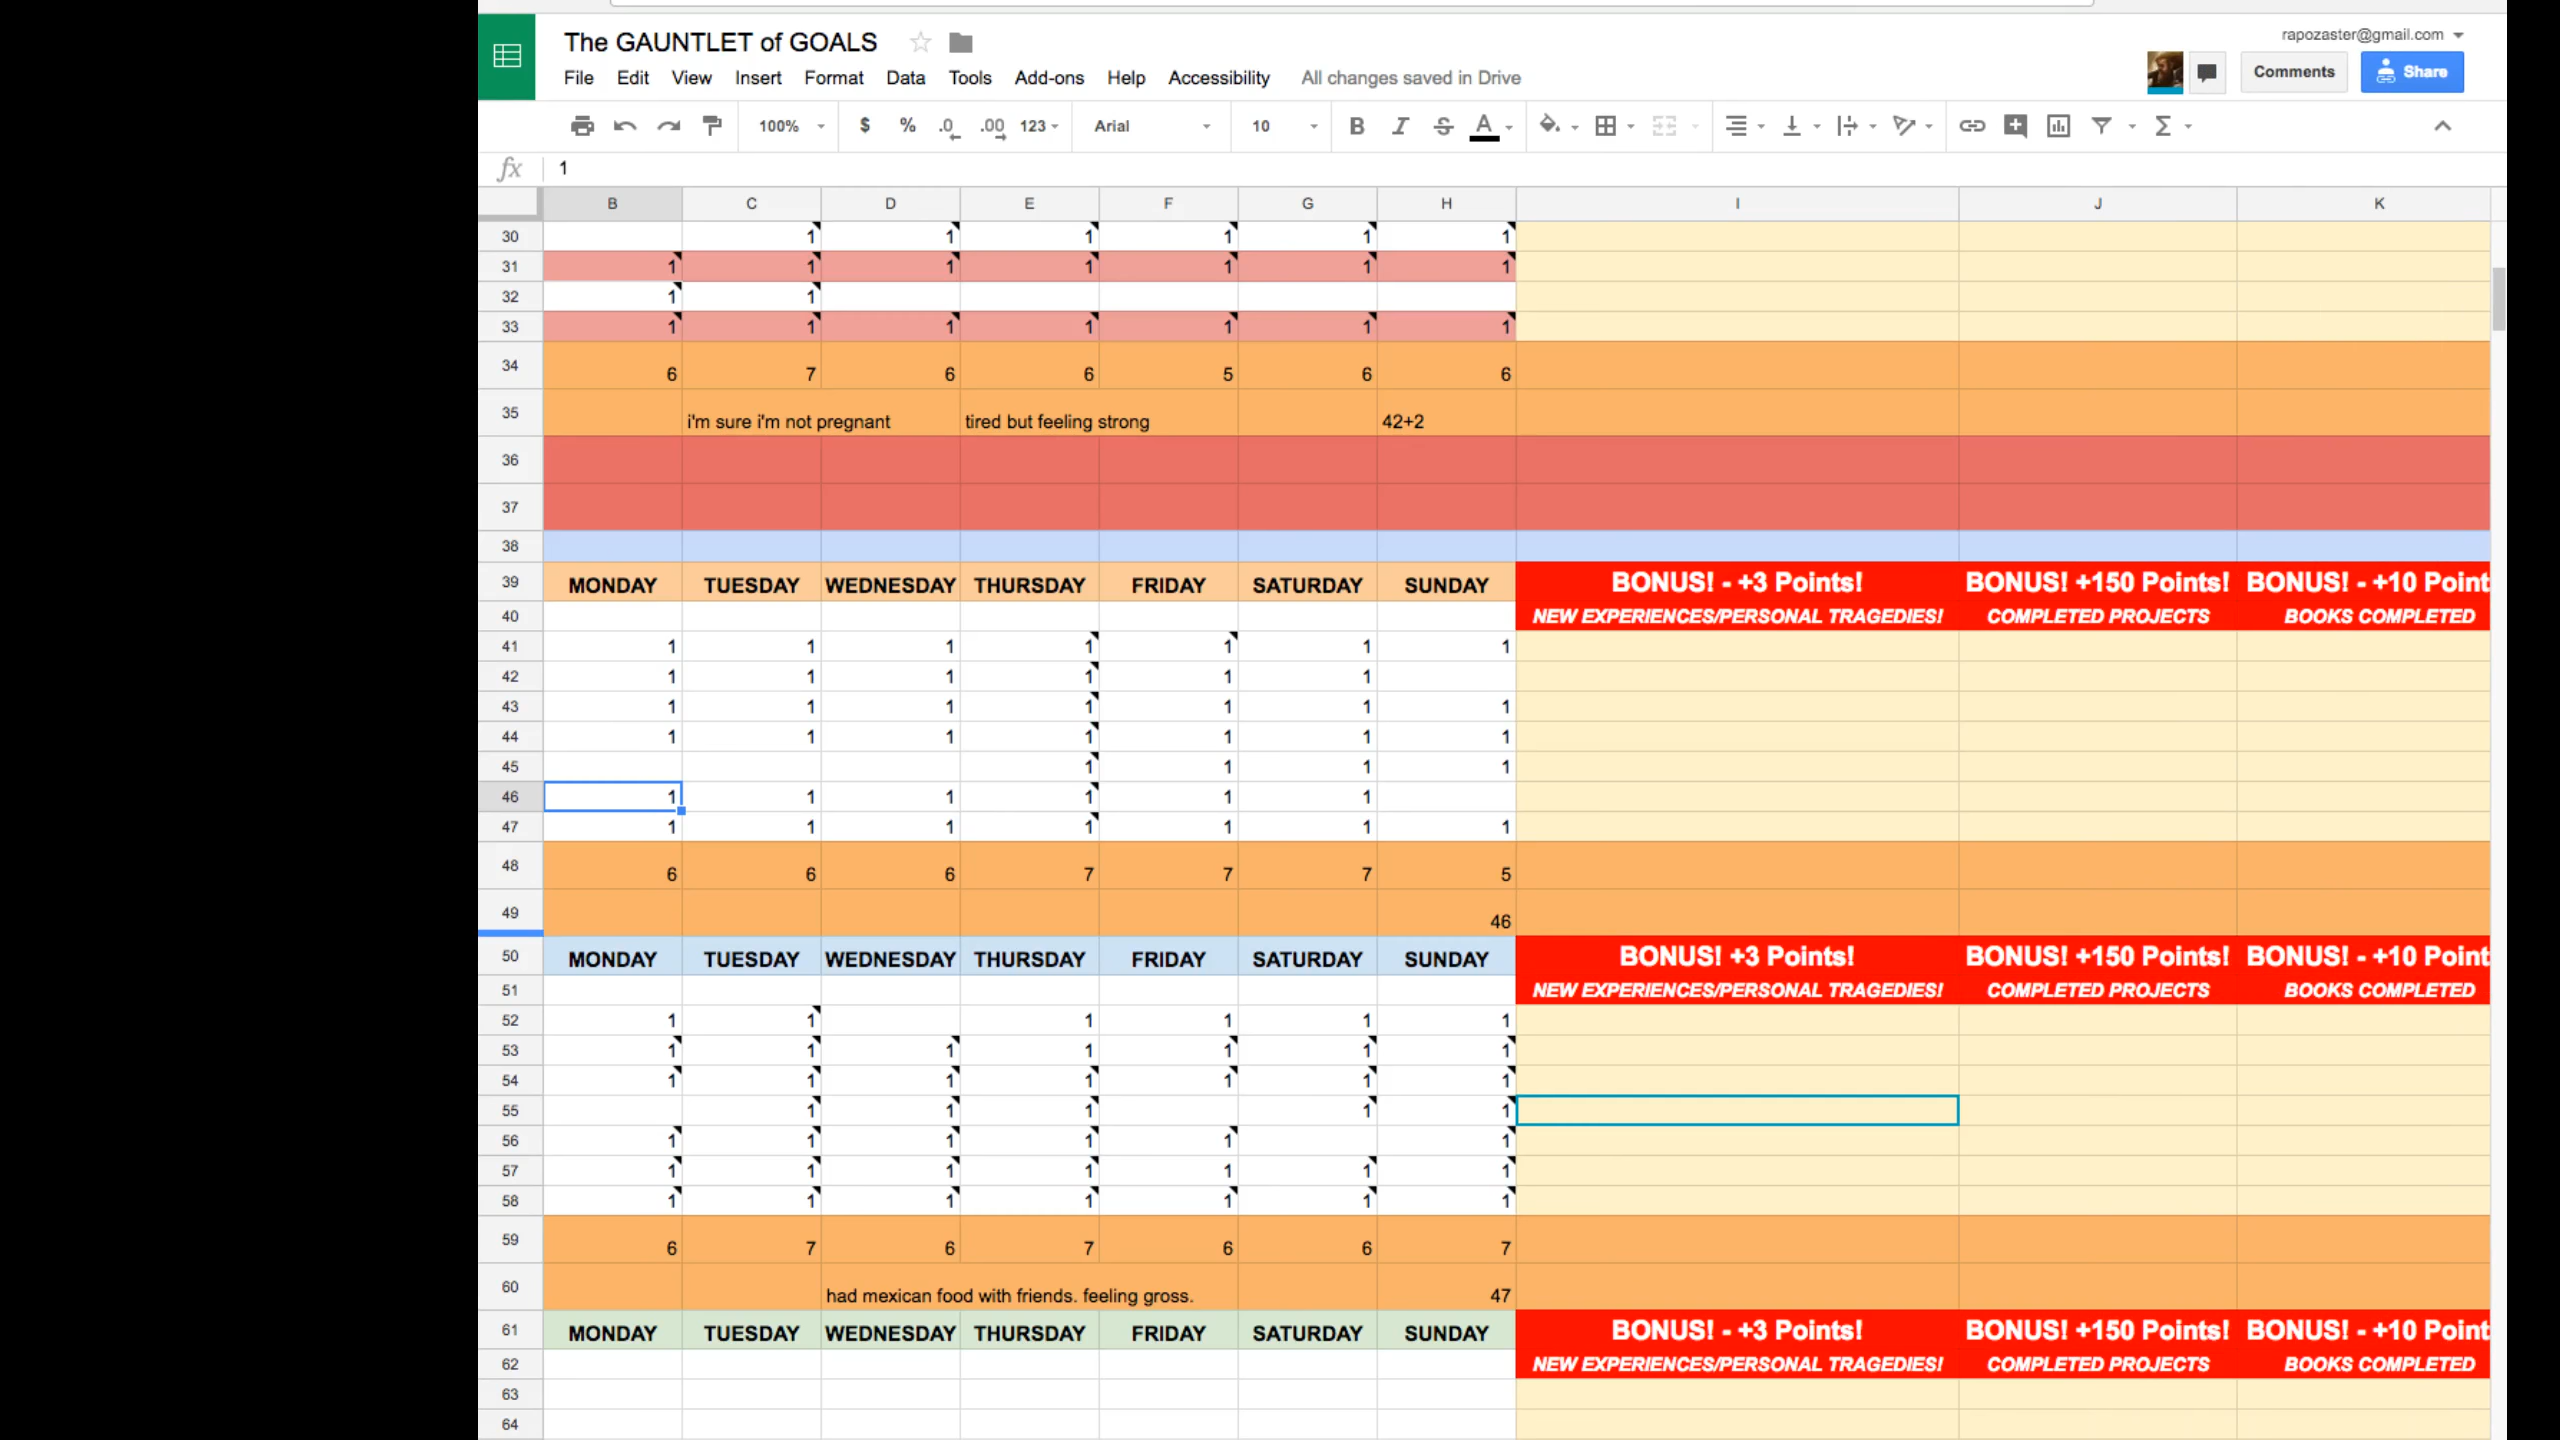 The GAUNTLET of GOALS
rapozaster@gmail.com
File Edit View Insert Format Data Tools Add-ons Help Accessibility All changes saved in Drive
Comments Share
100% $ % .0 .00 123 Arial 10 B I S A Σ
fx 1
B C D E F G H I J K
30 1 1 1 1 1 1
31 1 1 1 1 1 1 1
32 1 1
33 1 1 1 1 1 1 1
34 6 7 6 6 5 6 6
35 i'm sure i'm not pregnant tired but feeling strong 42+2
36
37
38
39 MONDAY TUESDAY WEDNESDAY THURSDAY FRIDAY SATURDAY SUNDAY BONUS! - +3 Points! BONUS! +150 Points! BONUS! - +10 Point
40 NEW EXPERIENCES/PERSONAL TRAGEDIES! COMPLETED PROJECTS BOOKS COMPLETED
41 1 1 1 1 1 1 1
42 1 1 1 1 1 1
43 1 1 1 1 1 1 1
44 1 1 1 1 1 1 1
45 1 1 1 1
46 1 1 1 1 1 1
47 1 1 1 1 1 1 1
48 6 6 6 7 7 7 5
49 46
50 MONDAY TUESDAY WEDNESDAY THURSDAY FRIDAY SATURDAY SUNDAY BONUS! +3 Points! BONUS! +150 Points! BONUS! - +10 Point
51 NEW EXPERIENCES/PERSONAL TRAGEDIES! COMPLETED PROJECTS BOOKS COMPLETED
52 1 1 1 1 1 1
53 1 1 1 1 1 1 1
54 1 1 1 1 1 1 1
55 1 1 1 1 1
56 1 1 1 1 1 1
57 1 1 1 1 1 1 1
58 1 1 1 1 1 1 1
59 6 7 6 7 6 6 7
60 had mexican food with friends. feeling gross. 47
61 MONDAY TUESDAY WEDNESDAY THURSDAY FRIDAY SATURDAY SUNDAY BONUS! - +3 Points! BONUS! +150 Points! BONUS! - +10 Point
62 NEW EXPERIENCES/PERSONAL TRAGEDIES! COMPLETED PROJECTS BOOKS COMPLETED
63
64